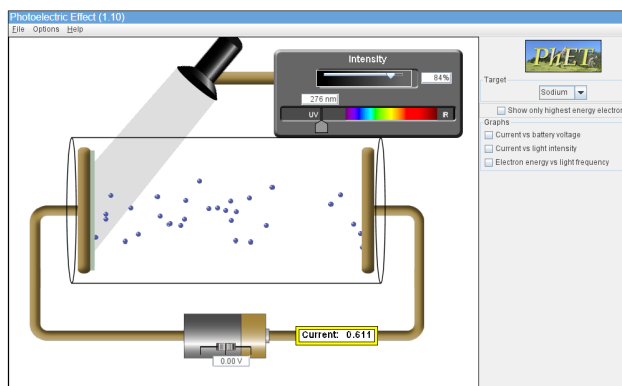 Photoelectric Effect (1.10)
File Options Help
Intensity
84%
276 nm
UV
IR
PhET
Target
Sodium
Show only highest energy electron
Graphs
Current vs battery voltage
Current vs light intensity
Electron energy vs light frequency
Current: 0.611
0.00 V